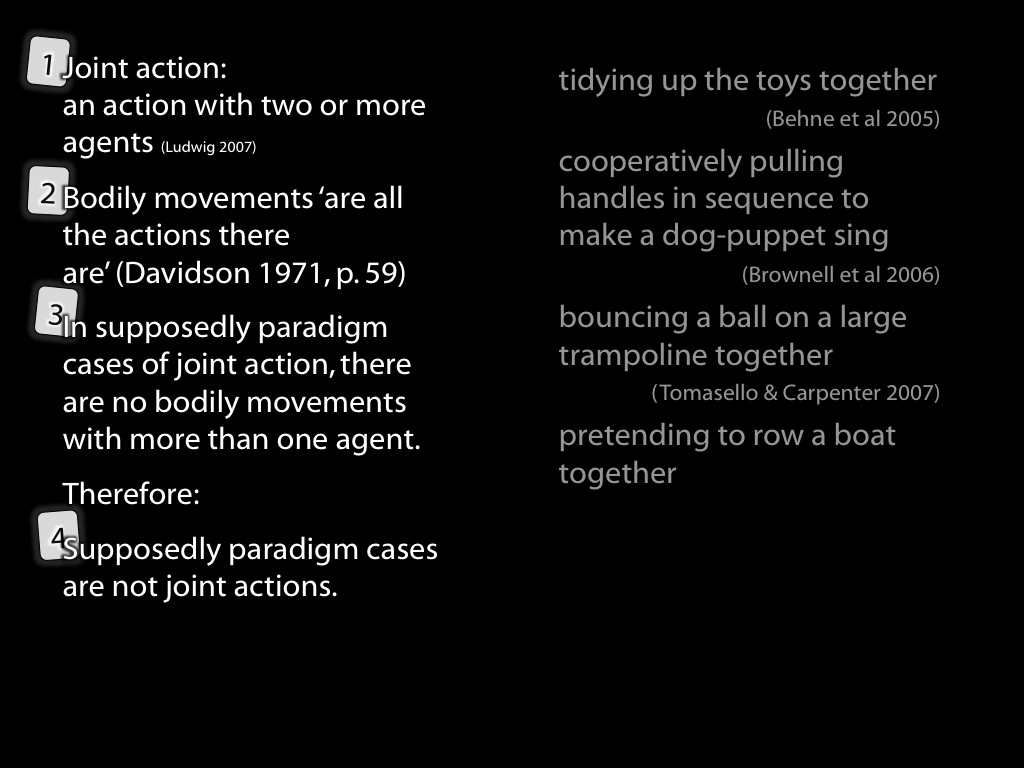 1 Joint action:
an action with two or more
agents (Ludwig 2007)
2 Bodily movements ‘are all
the actions there
are’ (Davidson 1971, p. 59)
3 In supposedly paradigm
cases of joint action, there
are no bodily movements
with more than one agent.
Therefore:
4 Supposedly paradigm cases
are not joint actions.
tidying up the toys together
(Behne et al 2005)
cooperatively pulling
handles in sequence to
make a dog-puppet sing
(Brownell et al 2006)
bouncing a ball on a large
trampoline together
(Tomasello & Carpenter 2007)
pretending to row a boat
together